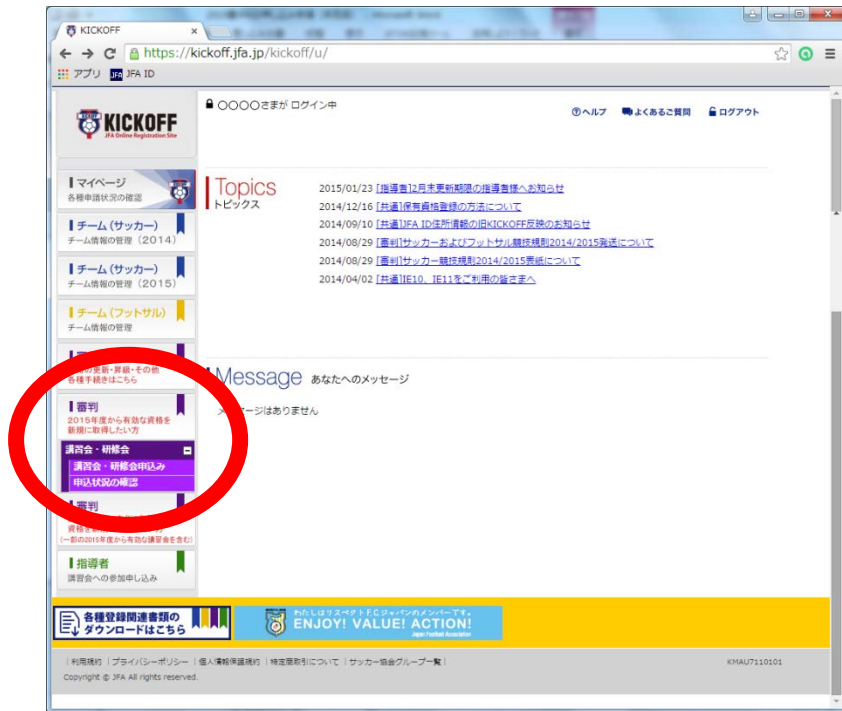 KICKOFF
https://kickoff.jfa.jp/kickoff/u/
アプリ JFA JFA ID
KICKOFF
JFA Online Registration Site
〇〇〇〇さまが ログイン中
ヘルプ よくあるご質問 ログアウト
マイページ
各種申請状況の確認
チーム (サッカー)
チーム情報の管理 (2014)
チーム (サッカー)
チーム情報の管理 (2015)
チーム (フットサル)
チーム情報の管理
の更新・昇級・その他
各種手続きはこちら
審判
2015年度から有効な資格を
新規に取得したい方
講習会・研修会
講習会・研修会申込み
申込状況の確認
審判
(一部の2015年度から有効な講習会を含む)
指導者
講習会への参加申し込み
Topics
トピックス
2015/01/23 [指導者]2月末更新期限の指導者様へお知らせ
2014/12/16 [共通]保有資格登録の方法について
2014/09/10 [共通]JFA ID住所情報の旧KICKOFF反映のお知らせ
2014/08/29 [審判]サッカーおよびフットサル競技規則2014/2015発送について
2014/08/29 [審判]サッカー競技規則2014/2015表紙について
2014/04/02 [共通]IE10、IE11をご利用の皆さまへ
Message あなたへのメッセージ
メッセージはありません
各種登録関連書類の
ダウンロードはこちら
わたしはリスペクトF.C.ジャパンのメンバーです。
ENJOY! VALUE! ACTION!
Japan Football Association
| 利用規約 | プライバシーポリシー | 個人情報保護規約 | 特定商取引について | サッカー協会グループ一覧 |
KMAU7110101
Copyright © JFA All rights reserved.